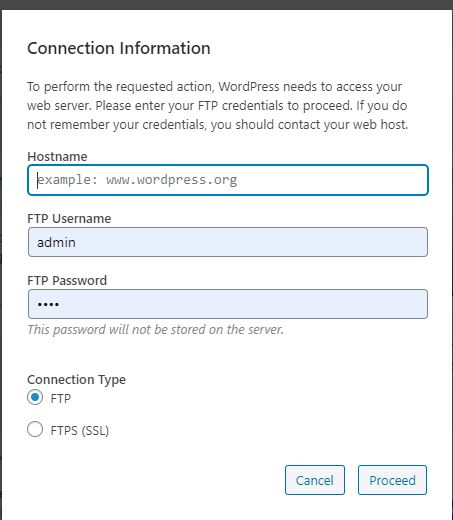 Connection Information
To perform the requested action, WordPress needs to access your
web server. Please enter your FTP credentials to proceed. If you do
not remember your credentials, you should contact your web host.
Hostname
example: www.wordpress.org
FTP Username
admin
FTP Password
••••
This password will not be stored on the server.
Connection Type
FTP
FTPS (SSL)
Cancel Proceed